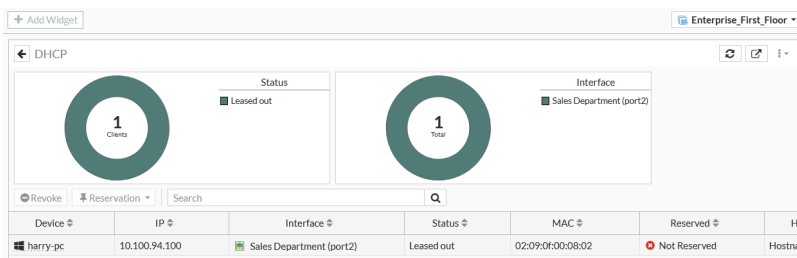 + Add Widget
Enterprise_First_Floor
DHCP
Status
Leased out
1
Clients
Interface
Sales Department (port2)
1
Total
Revoke Reservation Search
Device IP Interface Status MAC Reserved H
harry-pc 10.100.94.100 Sales Department (port2) Leased out 02:09:0f:00:08:02 Not Reserved Hostna